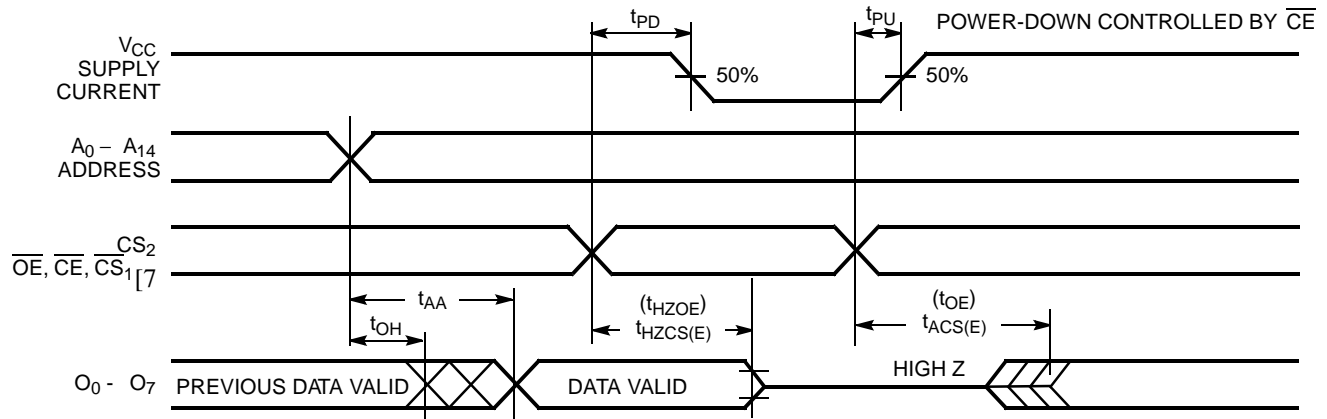 tPD
tPU
POWER-DOWN CONTROLLED BY CE
VCC
SUPPLY
CURRENT
50%
50%
A0 – A14
ADDRESS
CS2
OE, CE, CS1[7
tAA
(tHZOE)
tHZCS(E)
(tOE)
tACS(E)
tOH
O0 - O7
PREVIOUS DATA VALID
DATA VALID
HIGH Z